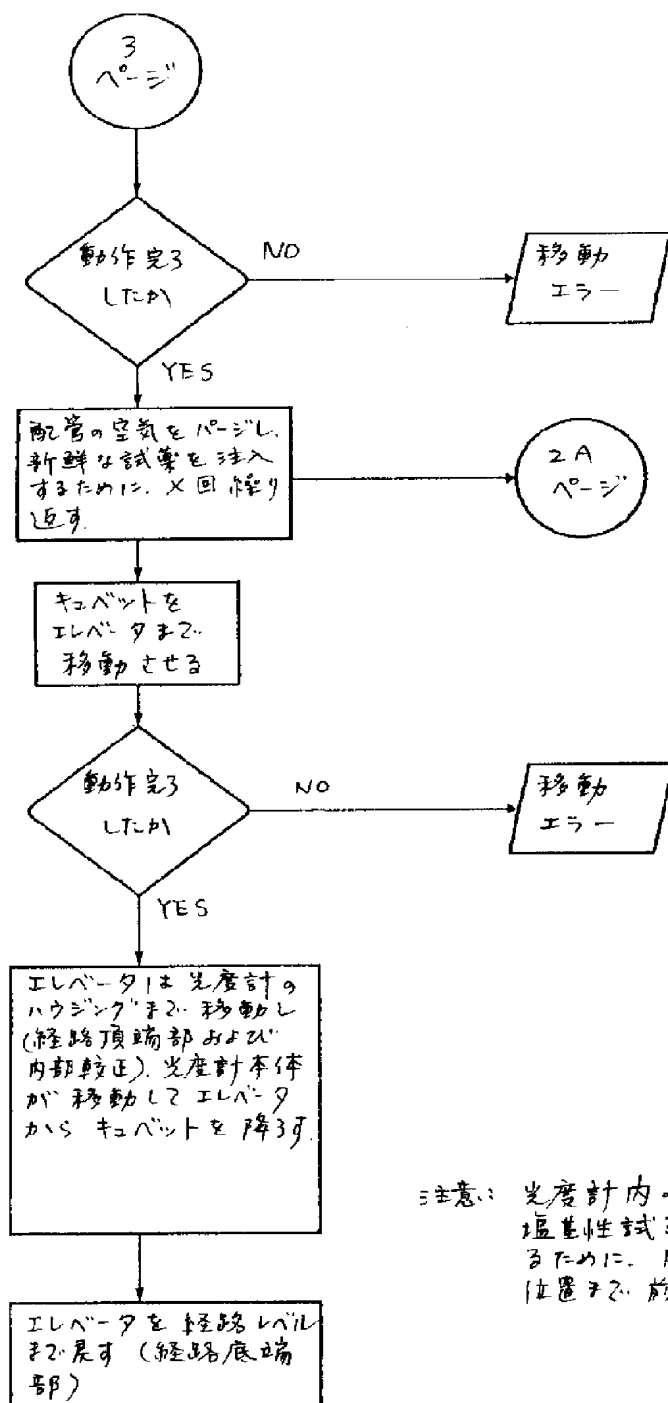 3
ページ
動作完了
したか
NO
移動
エラー
YES
配管の空気をパージし、
新鮮な試薬を注入
するために、X回繰り
返す.
2A
ページ
キュベットを
エレベータまで
移動させる
動作完了
したか
NO
移動
エラー
YES
エレベータは光度計の
ハウジングまで移動し
(経路頂端部および
内部較正)、光度計本体
が移動してエレベータ
からキュベットを降ろす.
注意: 光度計内の
塩基性試
るために、
位置まで前
エレベータを経路レベル
まで戻す (経路底端
部)